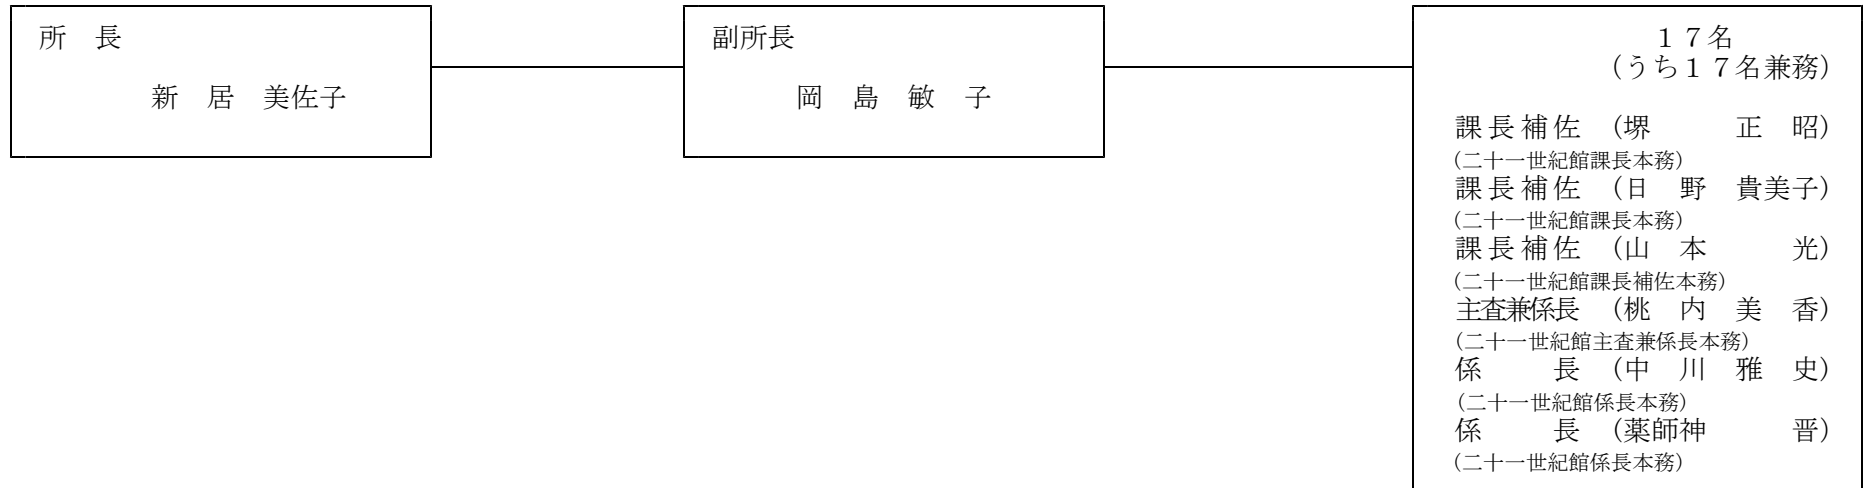 所　長
新　居　美佐子
副所長
岡　島　敏　子
１７名
（うち１７名兼務）
課長補佐　（堺　　　正　昭）
（二十一世紀館課長本務）
課長補佐　（日　野　貴美子）
（二十一世紀館課長本務）
課長補佐　（山　本　　　光）
（二十一世紀館課長補佐本務）
主査兼係長　（桃　内　美　香）
（二十一世紀館主査兼係長本務）
係　　　長　（中　川　雅　史）
（二十一世紀館係長本務）
係　　　長　（薬師神　　　晋）
（二十一世紀館係長本務）